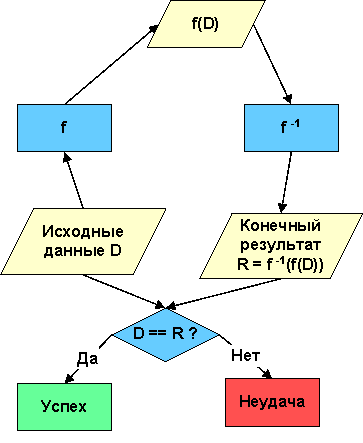 f(D)
f
f -1
Исходные
данные D
Конечный
результат
R = f -1(f(D))
D == R ?
Да
Нет
Успех
Неудача